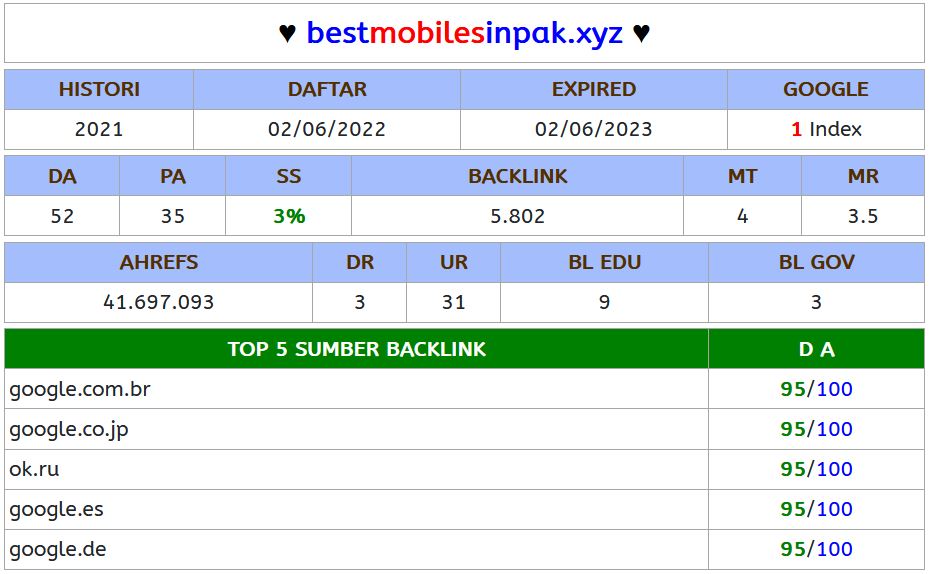 ♥ bestmobilesinpak.xyz ♥
HISTORI DAFTAR EXPIRED GOOGLE
2021 02/06/2022 02/06/2023 1 Index
DA PA SS BACKLINK MT MR
52 35 3% 5.802 4 3.5
AHREFS DR UR BL EDU BL GOV
41.697.093 3 31 9 3
TOP 5 SUMBER BACKLINK D A
google.com.br 95/100
google.co.jp 95/100
ok.ru 95/100
google.es 95/100
google.de 95/100